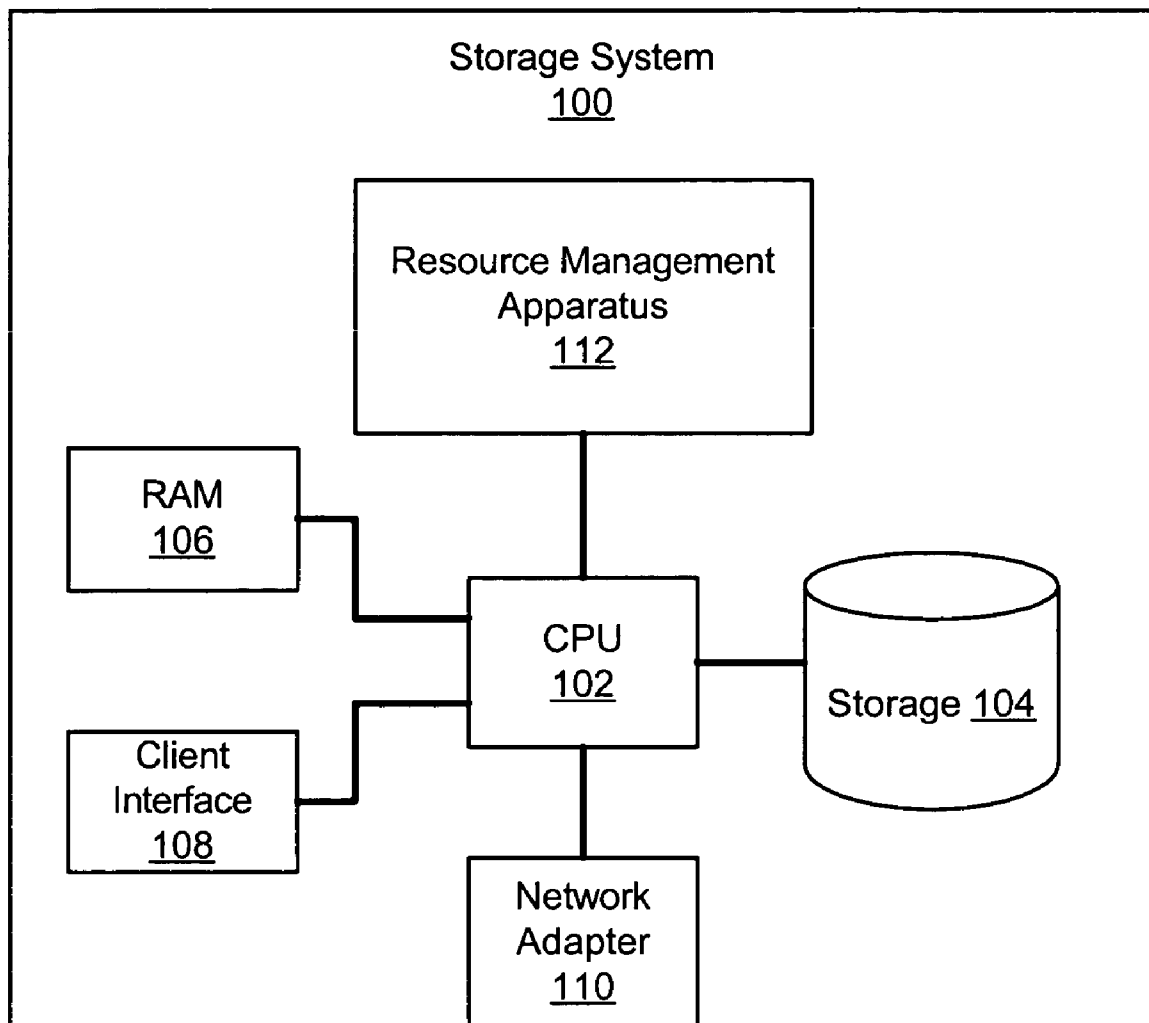 Storage System
100
Resource Management
Apparatus
112
RAM
106
CPU
102
Storage 104
Client
Interface
108
Network
Adapter
110